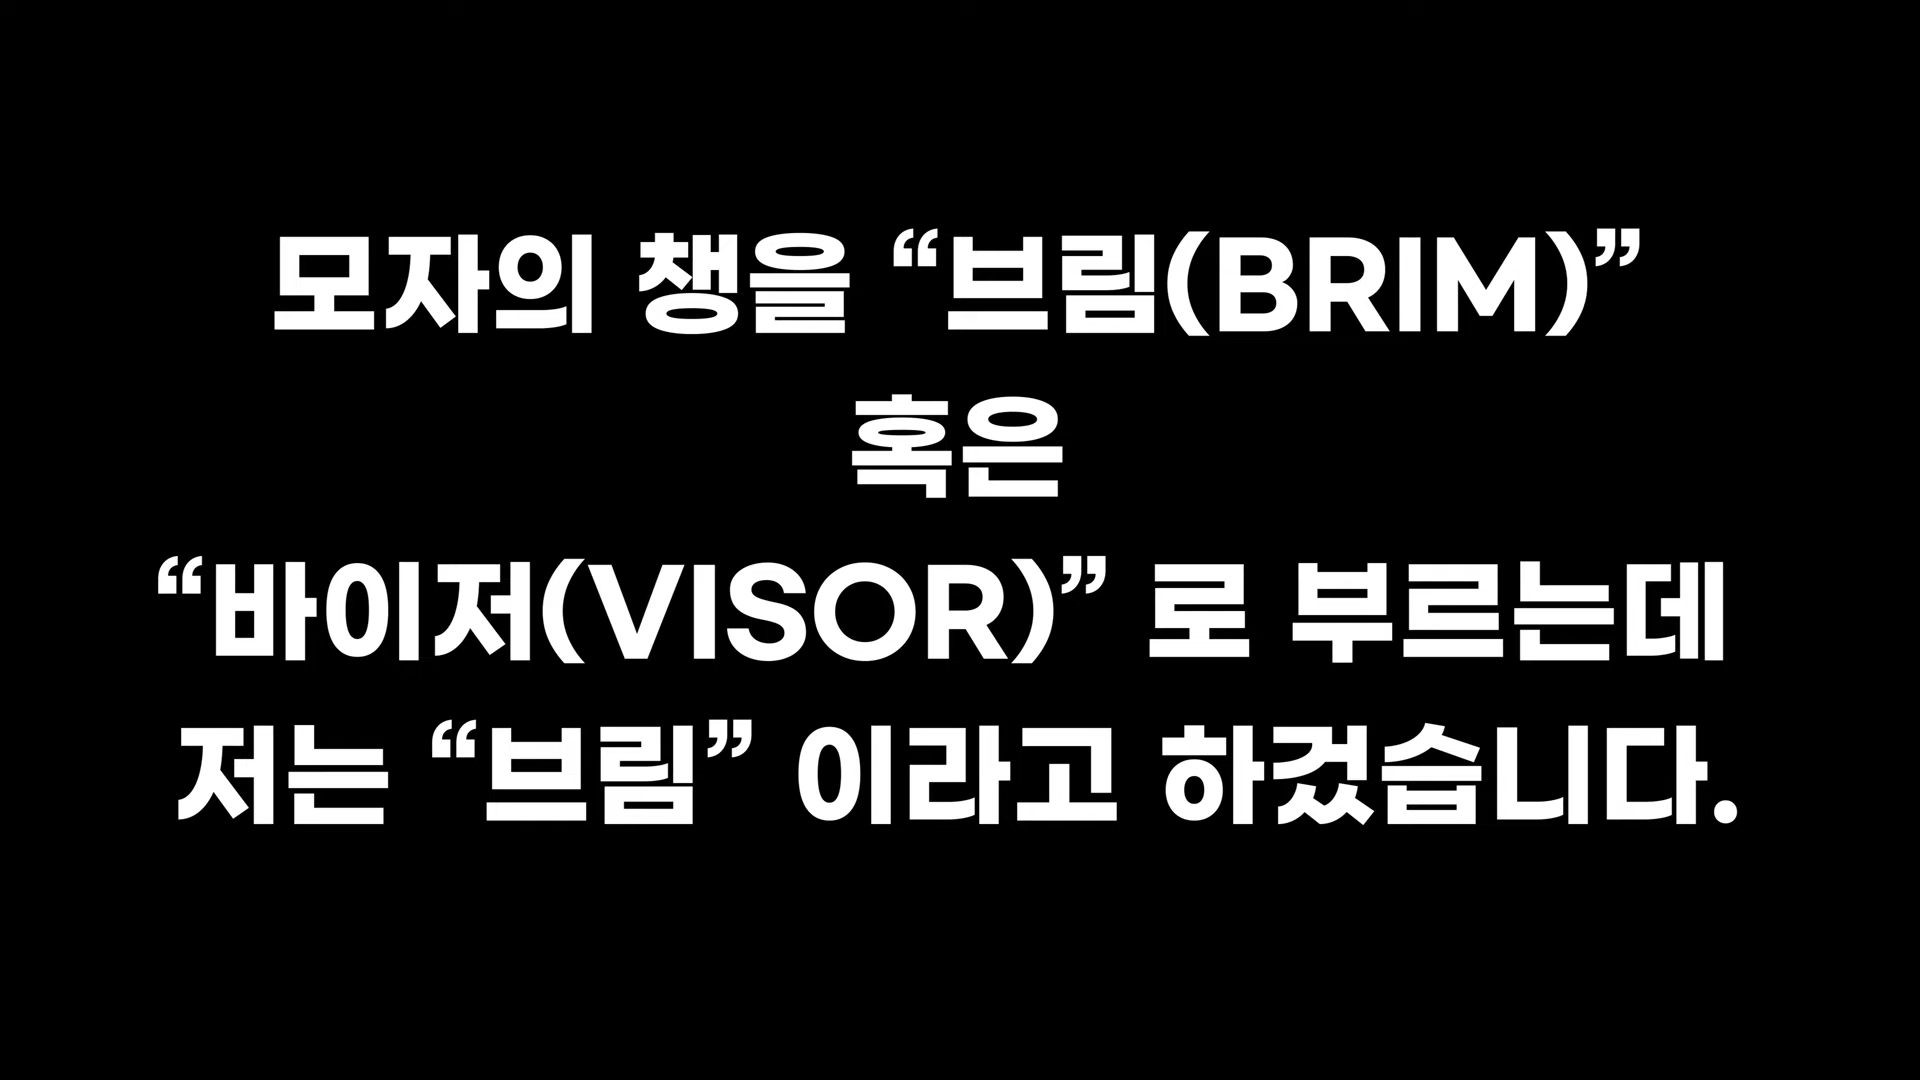 모자의 챙을 “브림(BRIM)”
혹은
“바이저(VISOR)” 로 부르는데
저는 “브림” 이라고 하겠습니다.